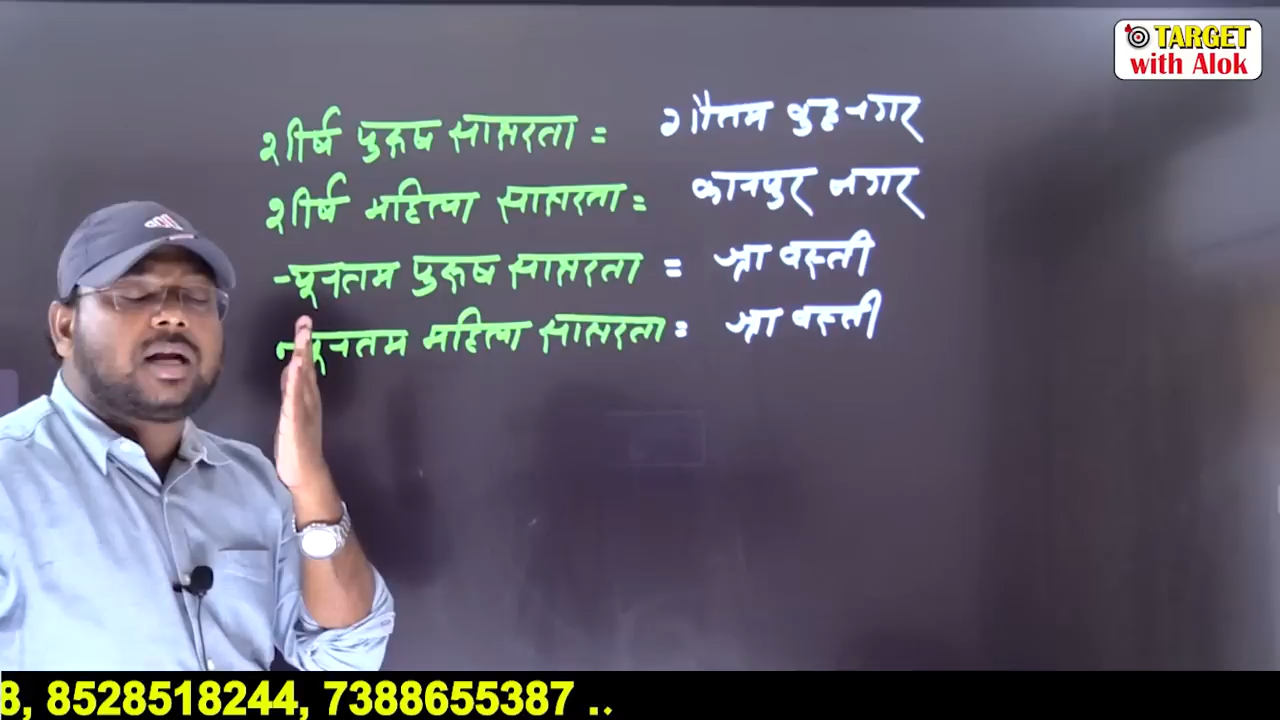 TARGET
with Alok
शीर्ष पुरूष साक्षरता = गौतम बुद्धनगर
शीर्ष महिला साक्षरता = कानपुर नगर
न्यूनतम पुरूष साक्षरता = श्रावस्ती
न्यूनतम महिला साक्षरता = श्रावस्ती
8, 8528518244, 7388655387 ..